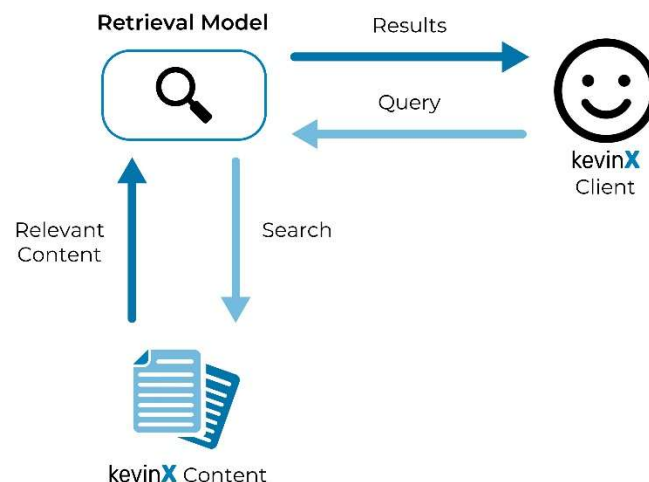 Retrieval Model
Results
Query
kevinX
Client
Relevant
Content
Search
kevinX Content